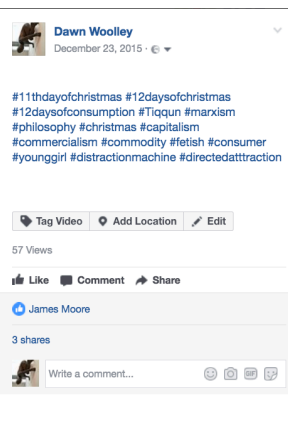 Dawn Woolley
December 23, 2015 ·
#11thdayofchristmas #12daysofchristmas
#12daysofconsumption #Tiqqun #marxism
#philosophy #christmas #capitalism
#commercialism #commodity #fetish #consumer
#younggirl #distractionmachine #directedatttraction
Tag Video Add Location Edit
57 Views
Like Comment Share
James Moore
3 shares
Write a comment... GIF